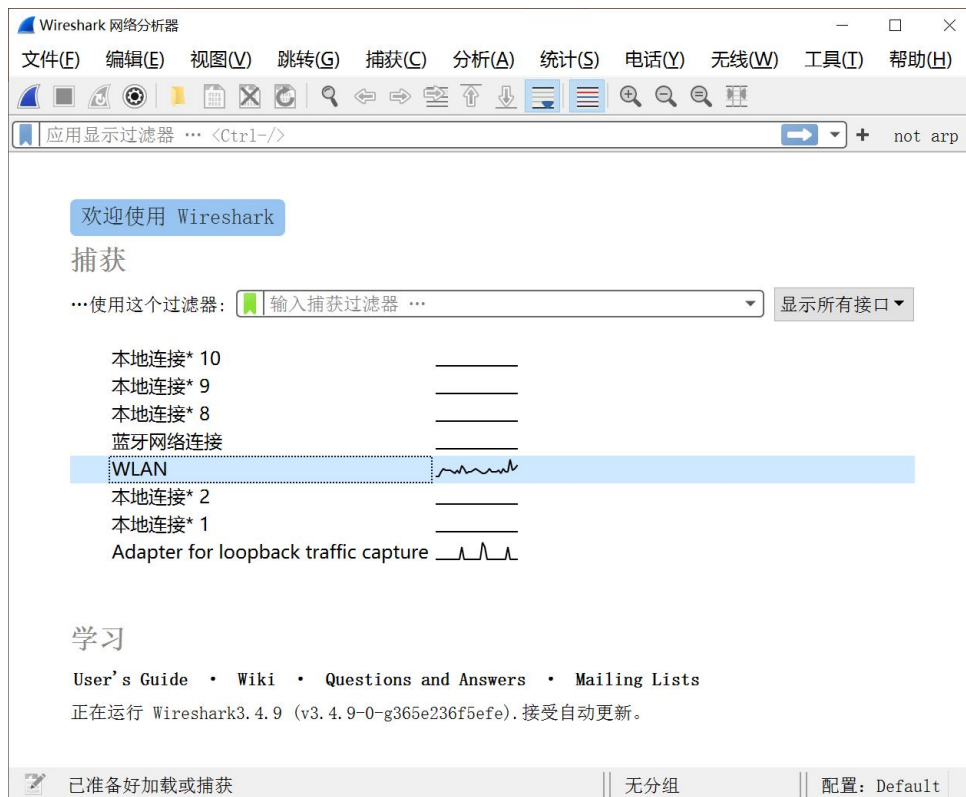 Wireshark 网络分析器
文件(F) 编辑(E) 视图(V) 跳转(G) 捕获(C) 分析(A) 统计(S) 电话(Y) 无线(W) 工具(T) 帮助(H)
应用显示过滤器 … <Ctrl-/> + not arp
欢迎使用 Wireshark
捕获
…使用这个过滤器: 输入捕获过滤器 … 显示所有接口
本地连接* 10
本地连接* 9
本地连接* 8
蓝牙网络连接
WLAN
本地连接* 2
本地连接* 1
Adapter for loopback traffic capture
学习
User's Guide · Wiki · Questions and Answers · Mailing Lists
正在运行 Wireshark3.4.9 (v3.4.9-0-g365e236f5efe).接受自动更新。
已准备好加载或捕获 无分组 配置: Default